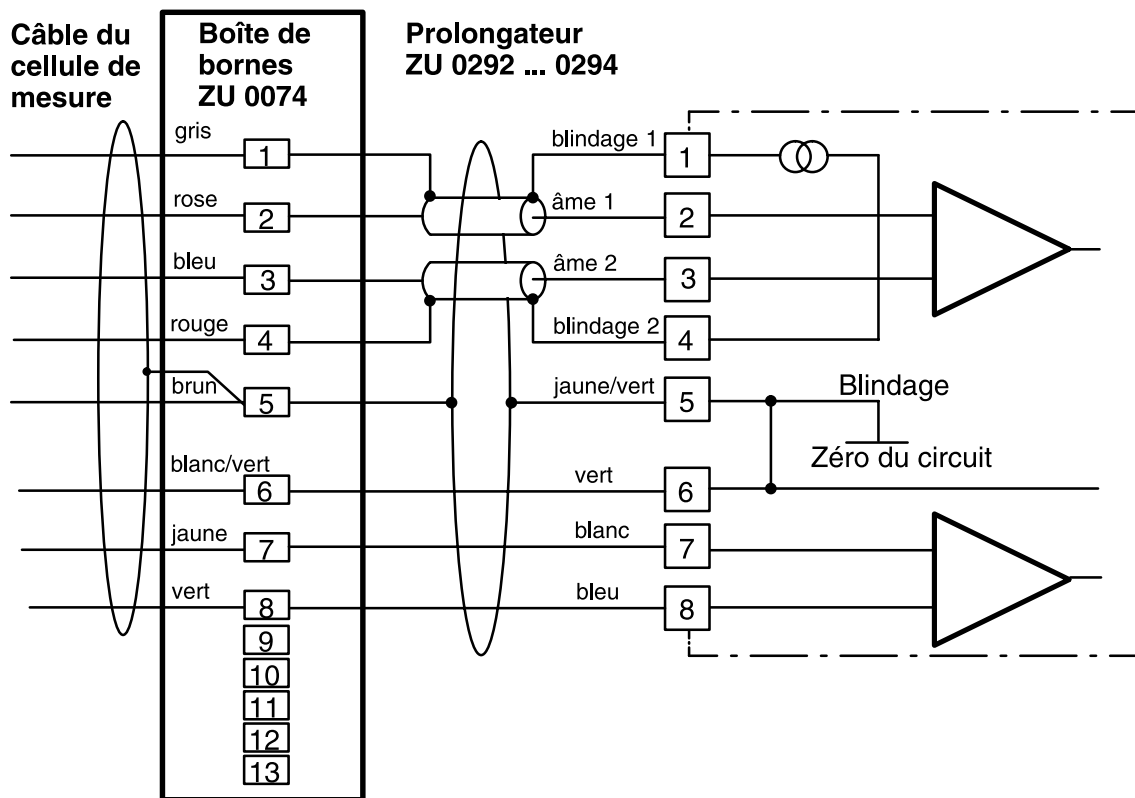 Câble du
cellule de
mesure
Boîte de
bornes
ZU 0074
Prolongateur
ZU 0292 ... 0294
gris
1
blindage 1
1
rose
2
âme 1
2
bleu
3
âme 2
3
rouge
4
blindage 2
4
brun
5
jaune/vert
5
Blindage
Zéro du circuit
blanc/vert
6
vert
6
jaune
7
blanc
7
vert
8
bleu
8
9
10
11
12
13